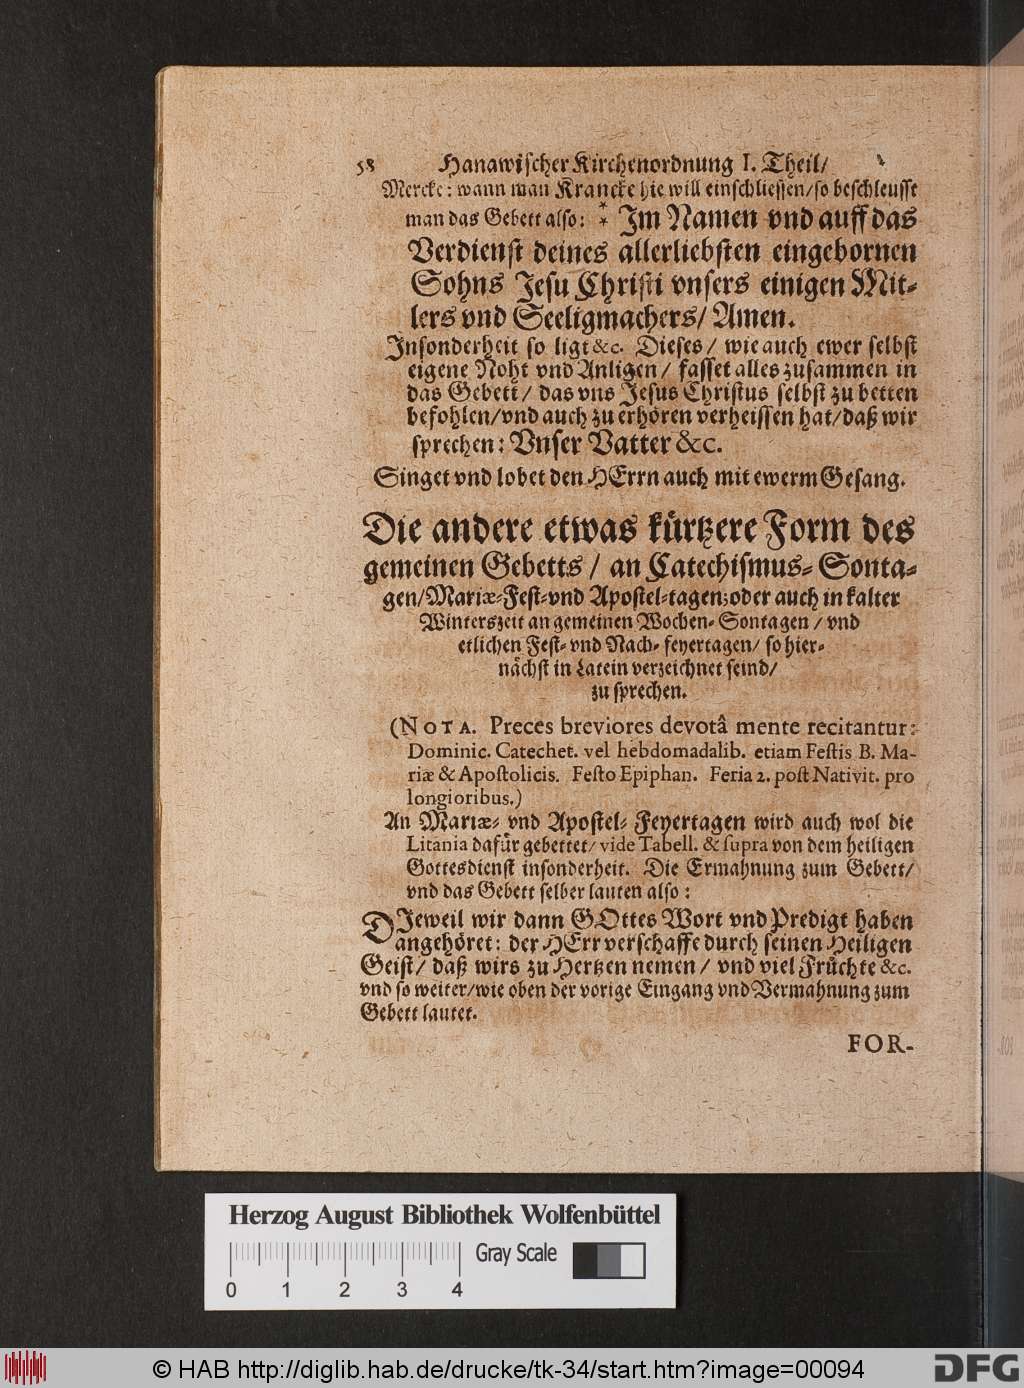 58 Hanawischer Kirchenordnung I. Theil/
Mercke: wann man Krancke hie will einschliessen/so beschleusst
man das Gebett also: *** Im Namen vnd auff das
Verdienst deines allerliebsten eingebornen
Sohns Jesu Christi vnsers einigen Mit-
lers vnd Seeligmachers/ Amen.
Insonderheit so ligt &c. Dieses/ wie auch ewer selbst
eigene Noht vnd Anligen/ fasset alles zusammen in
das Gebett/ das vns Jesus Christus selbst zu betten
befohlen/vnd auch zu erhören verheissen hat/daß wir
sprechen: Vnser Vatter &c.
Singet vnd lobet den HErrn auch mit ewerm Gesang.
Die andere etwas kürtzere Form des
gemeinen Gebetts / an Catechismus-Sonta-
gen/Mariæ-Fest-vnd Apostel-tagen;oder auch in kalter
Winterszeit an gemeinen Wochen-Sontagen / vnd
etlichen Fest-vnd Nach-feyertagen/ so hier-
nächst in Latein verzeichnet seind/
zu sprechen.
(NOTA. Preces breviores devotâ mente recitantur:
Dominic. Catechet. vel hebdomadalib. etiam Festis B. Ma-
riæ & Apostolicis. Festo Epiphan. Feria 2. post Nativit. pro
longioribus.)
An Mariæ- vnd Apostel- Feyertagen wird auch wol die
Litania dafür gebettet/ vide Tabell. & supra von dem heiligen
Gottesdienst insonderheit. Die Ermahnung zum Gebett/
vnd das Gebett selber lauten also:
DJeweil wir dann GOttes Wort vnd Predigt haben
angehöret: der HErr verschaffe durch seinen Heiligen
Geist/ daß wirs zu Hertzen nemen/ vnd viel Früchte &c.
vnd so weiter/wie oben der vorige Eingang vnd Vermahnung zum
Gebett lautet.
FOR-
Herzog August Bibliothek Wolfenbüttel
Gray Scale
0 1 2 3 4
© HAB http://diglib.hab.de/drucke/tk-34/start.htm?image=00094
DFG